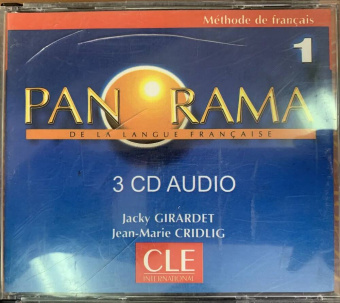 Méthode de français
1
PANORAMA
DE LA LANGUE FRANÇAISE
3 CD AUDIO
Jacky GIRARDET
Jean-Marie CRIDLIG
CLE
INTERNATIONAL